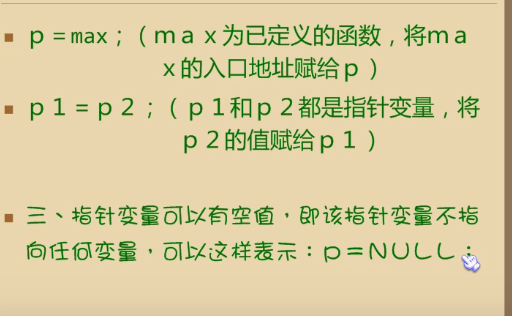 p＝max；（ｍａｘ为已定义的函数，将ｍａ
ｘ的入口地址赋给ｐ）
ｐ１＝ｐ２；（ｐ１和ｐ２都是指针变量，将
ｐ２的值赋给ｐ１）
三、指针变量可以有空值，即该指针变量不指
向任何变量，可以这样表示：ｐ＝ＮＵＬＬ；